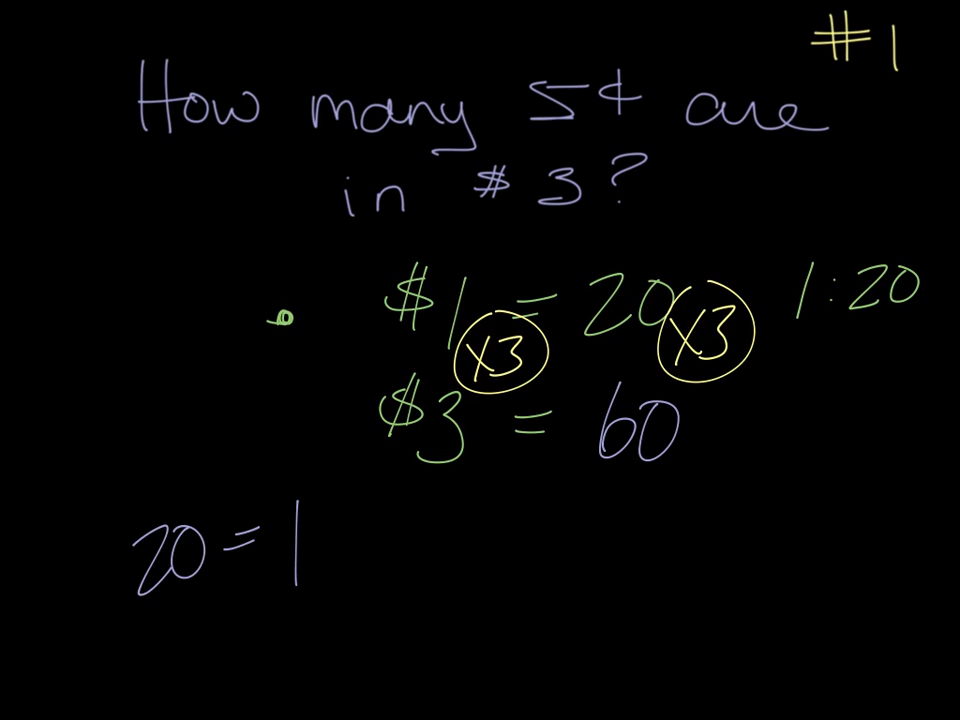 #1
How many 5¢ are
in $3?
$1 = 20 1:20
x3 x3
$3 = 60
20 = 1